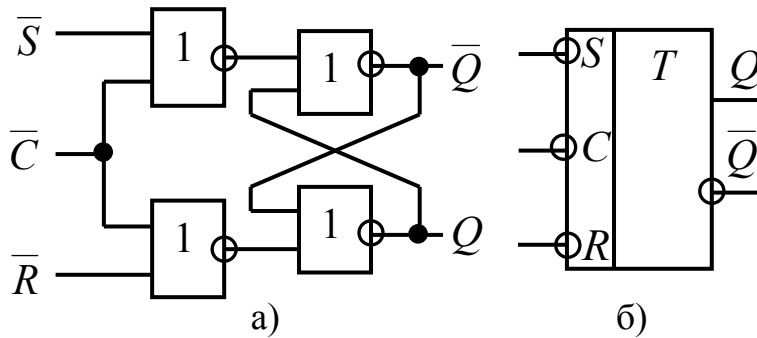 S̅ 1 1 Q̅
C̅
R̅ 1 1 Q
а)
S T Q
C Q̅
R
б)